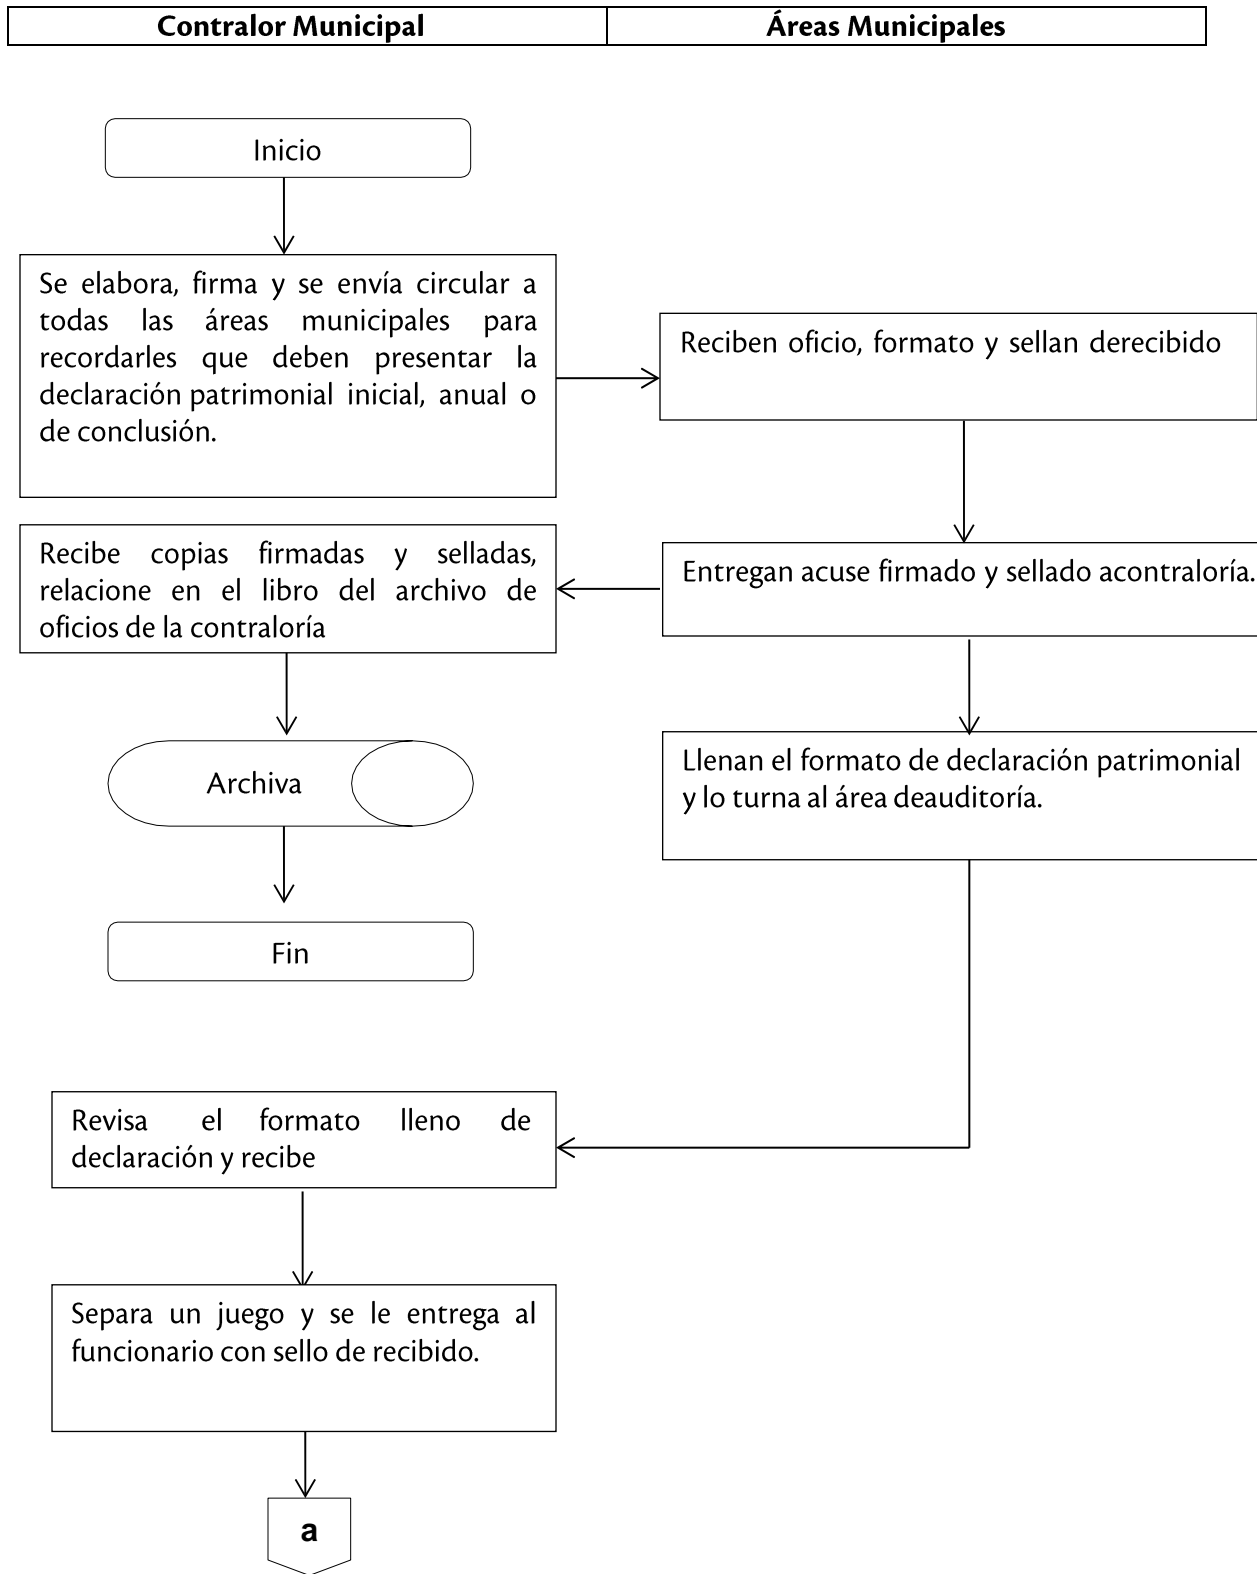 Contralor Municipal
Áreas Municipales
Inicio
Se elabora, firma y se envía circular a
todas las áreas municipales para
recordarles que deben presentar la
declaración patrimonial inicial, anual o
de conclusión.
Reciben oficio, formato y sellan derecibido
Recibe copias firmadas y selladas,
relacione en el libro del archivo de
oficios de la contraloría
Entregan acuse firmado y sellado acontraloría.
Archiva
Llenan el formato de declaración patrimonial
y lo turna al área deauditoría.
Fin
Revisa el formato lleno de
declaración y recibe
Separa un juego y se le entrega al
funcionario con sello de recibido.
a